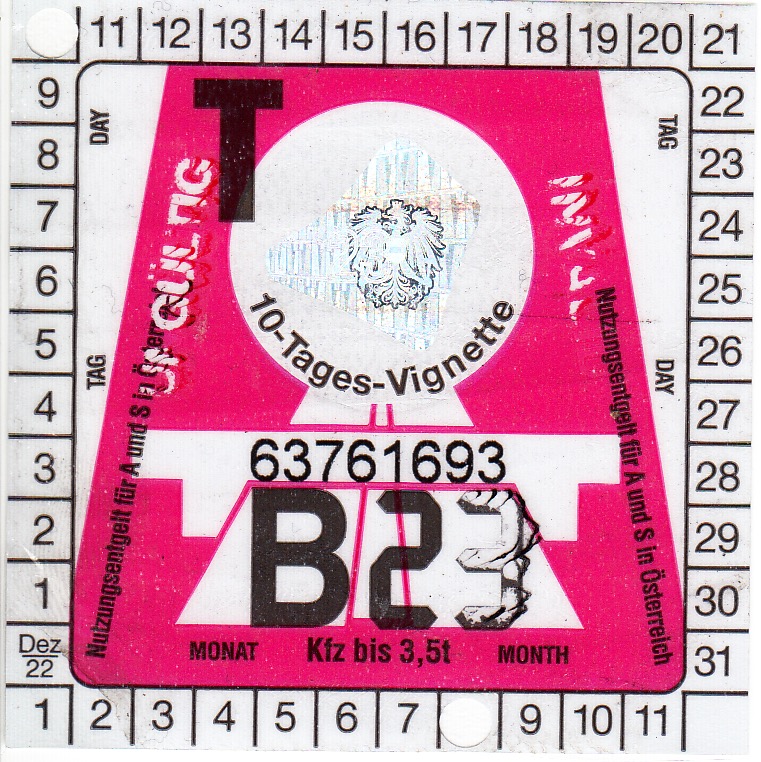 11 12 13 14 15 16 17 18 19 20 21
9
8
7
6
5
4
3
2
1
Dez
22
22
23
24
25
26
27
28
29
30
31
DAY
TAG
TAG
DAY
T
UNGÜLTIG
10-Tages-Vignette
Nutzungsentgelt für A und S in Österreich
Nutzungsentgelt für A und S in Österreich
63761693
B23
MONAT Kfz bis 3,5t MONTH
1 2 3 4 5 6 7 9 10 11